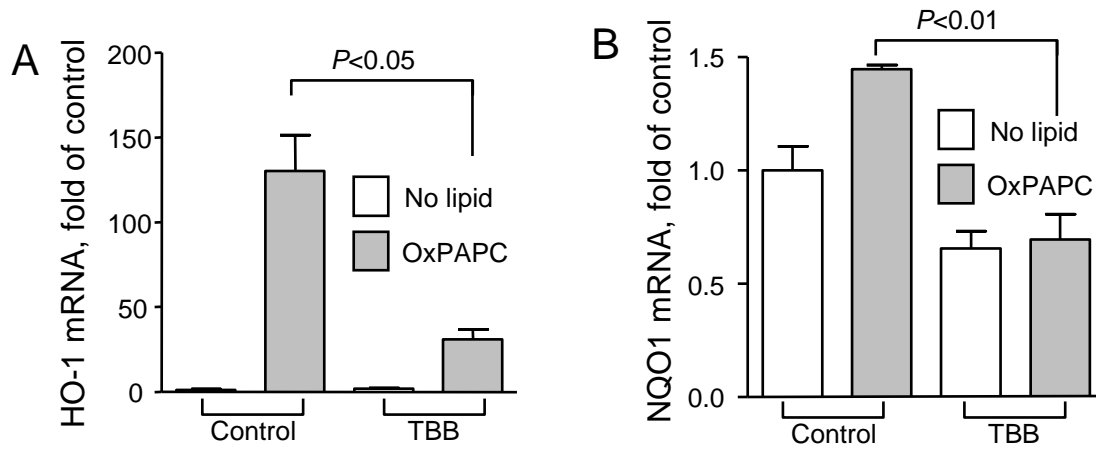 A
HO-1 mRNA, fold of control
200
150
100
50
0
P<0.05
No lipid
OxPAPC
Control
TBB
B
NQO1 mRNA, fold of control
1.5
1.0
0.5
0.0
P<0.01
No lipid
OxPAPC
Control
TBB